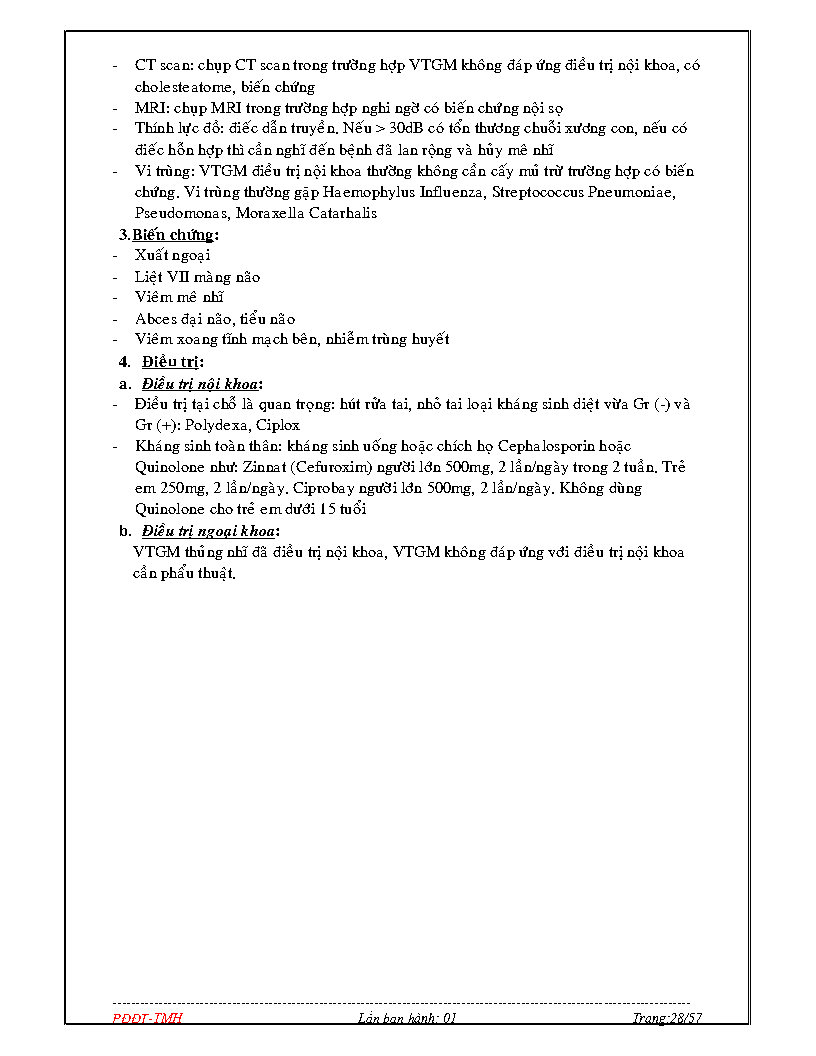 - CT scan: chụp CT scan trong trường hợp VTGM không đáp ứng điều trị nội khoa, có
cholesteatome, biến chứng
- MRI: chụp MRI trong trường hợp nghi ngờ có biến chứng nội sọ
- Thính lực đồ: điếc dẫn truyền. Nếu > 30dB có tổn thương chuỗi xương con, nếu có
điếc hỗn hợp thì cần nghĩ đến bệnh đã lan rộng và hủy mê nhĩ
- Vi trùng: VTGM điều trị nội khoa thường không cần cấy mủ trừ trường hợp có biến
chứng. Vi trùng thường gặp Haemophylus Influenza, Streptococcus Pneumoniae,
Pseudomonas, Moraxella Catarhalis
3.Biến chứng:
- Xuất ngoại
- Liệt VII màng não
- Viêm mê nhĩ
- Abces đại não, tiểu não
- Viêm xoang tĩnh mạch bên, nhiễm trùng huyết
4. Điều trị:
a. Điều trị nội khoa:
- Điều trị tại chỗ là quan trọng: hút rửa tai, nhỏ tai loại kháng sinh diệt vừa Gr (-) và
Gr (+): Polydexa, Ciplox
- Kháng sinh toàn thân: kháng sinh uống hoặc chích họ Cephalosporin hoặc
Quinolone như: Zinnat (Cefuroxim) người lớn 500mg, 2 lần/ngày trong 2 tuần. Trẻ
em 250mg, 2 lần/ngày. Ciprobay người lớn 500mg, 2 lần/ngày. Không dùng
Quinolone cho trẻ em dưới 15 tuổi
b. Điều trị ngoại khoa:
VTGM thủng nhĩ đã điều trị nội khoa, VTGM không đáp ứng với điều trị nội khoa
cần phẩu thuật.
PĐĐT-TMH Lần ban hành: 01 Trang:28/57